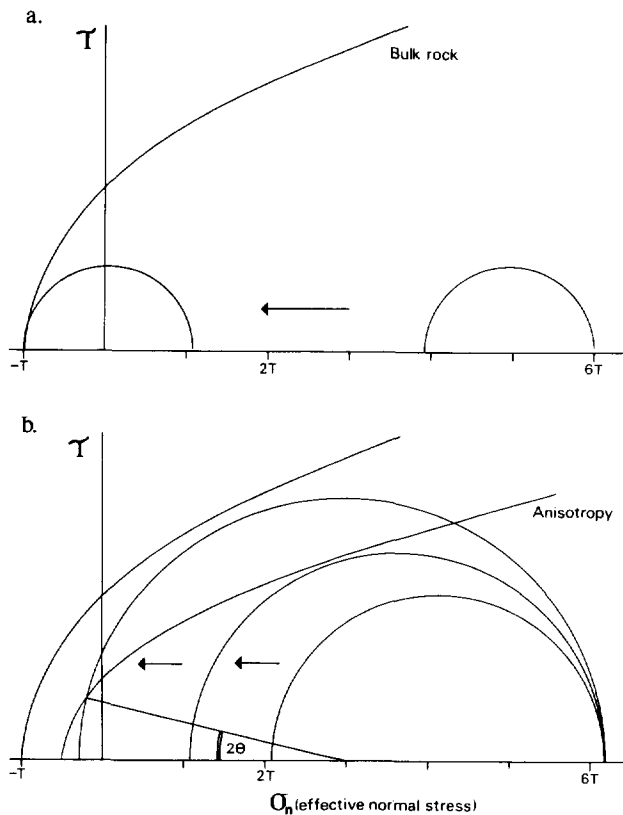 a.
τ
Bulk rock
-T
2T
6T
b.
τ
Anisotropy
2θ
-T
2T
6T
σn (effective normal stress)